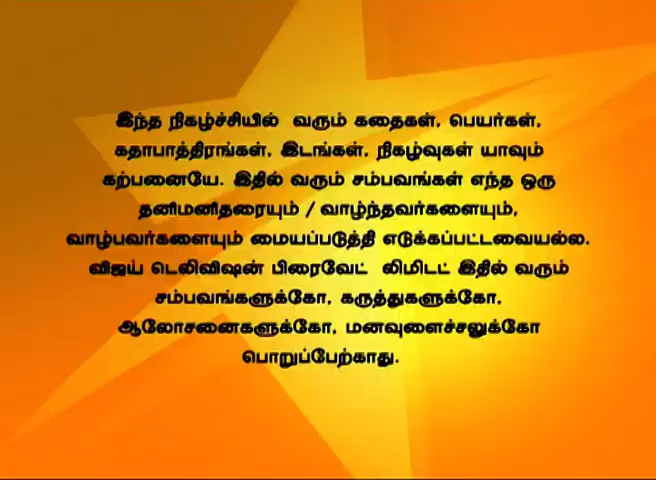 இந்த நிகழ்ச்சியில் வரும் கதைகள், பெயர்கள்,
கதாபாத்திரங்கள், இடங்கள், நிகழ்வுகள் யாவும்
கற்பனையே. இதில் வரும் சம்பவங்கள் எந்த ஒரு
தனிமனிதரையும் / வாழ்ந்தவர்களையும்,
வாழ்பவர்களையும் மையப்படுத்தி எடுக்கப்பட்டவையல்ல.
விஜய் டெலிவிஷன் பிரைவேட் லிமிடட் இதில் வரும்
சம்பவங்களுக்கோ, கருத்துகளுக்கோ,
ஆலோசனைகளுக்கோ, மனவுளைச்சலுக்கோ
பொறுப்பேற்காது.